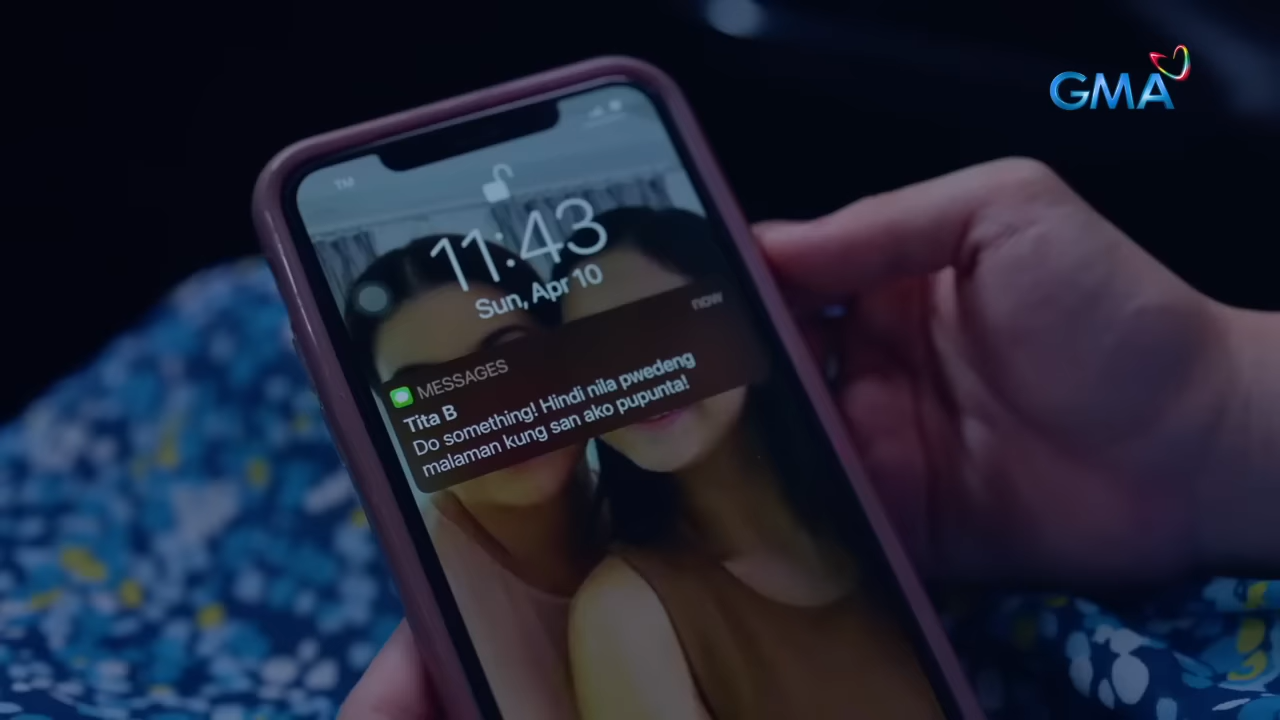 GMA
TM
11:43
Sun, Apr 10
MESSAGES
now
Tita B
Do something! Hindi nila pwedeng
malaman kung san ako pupunta!